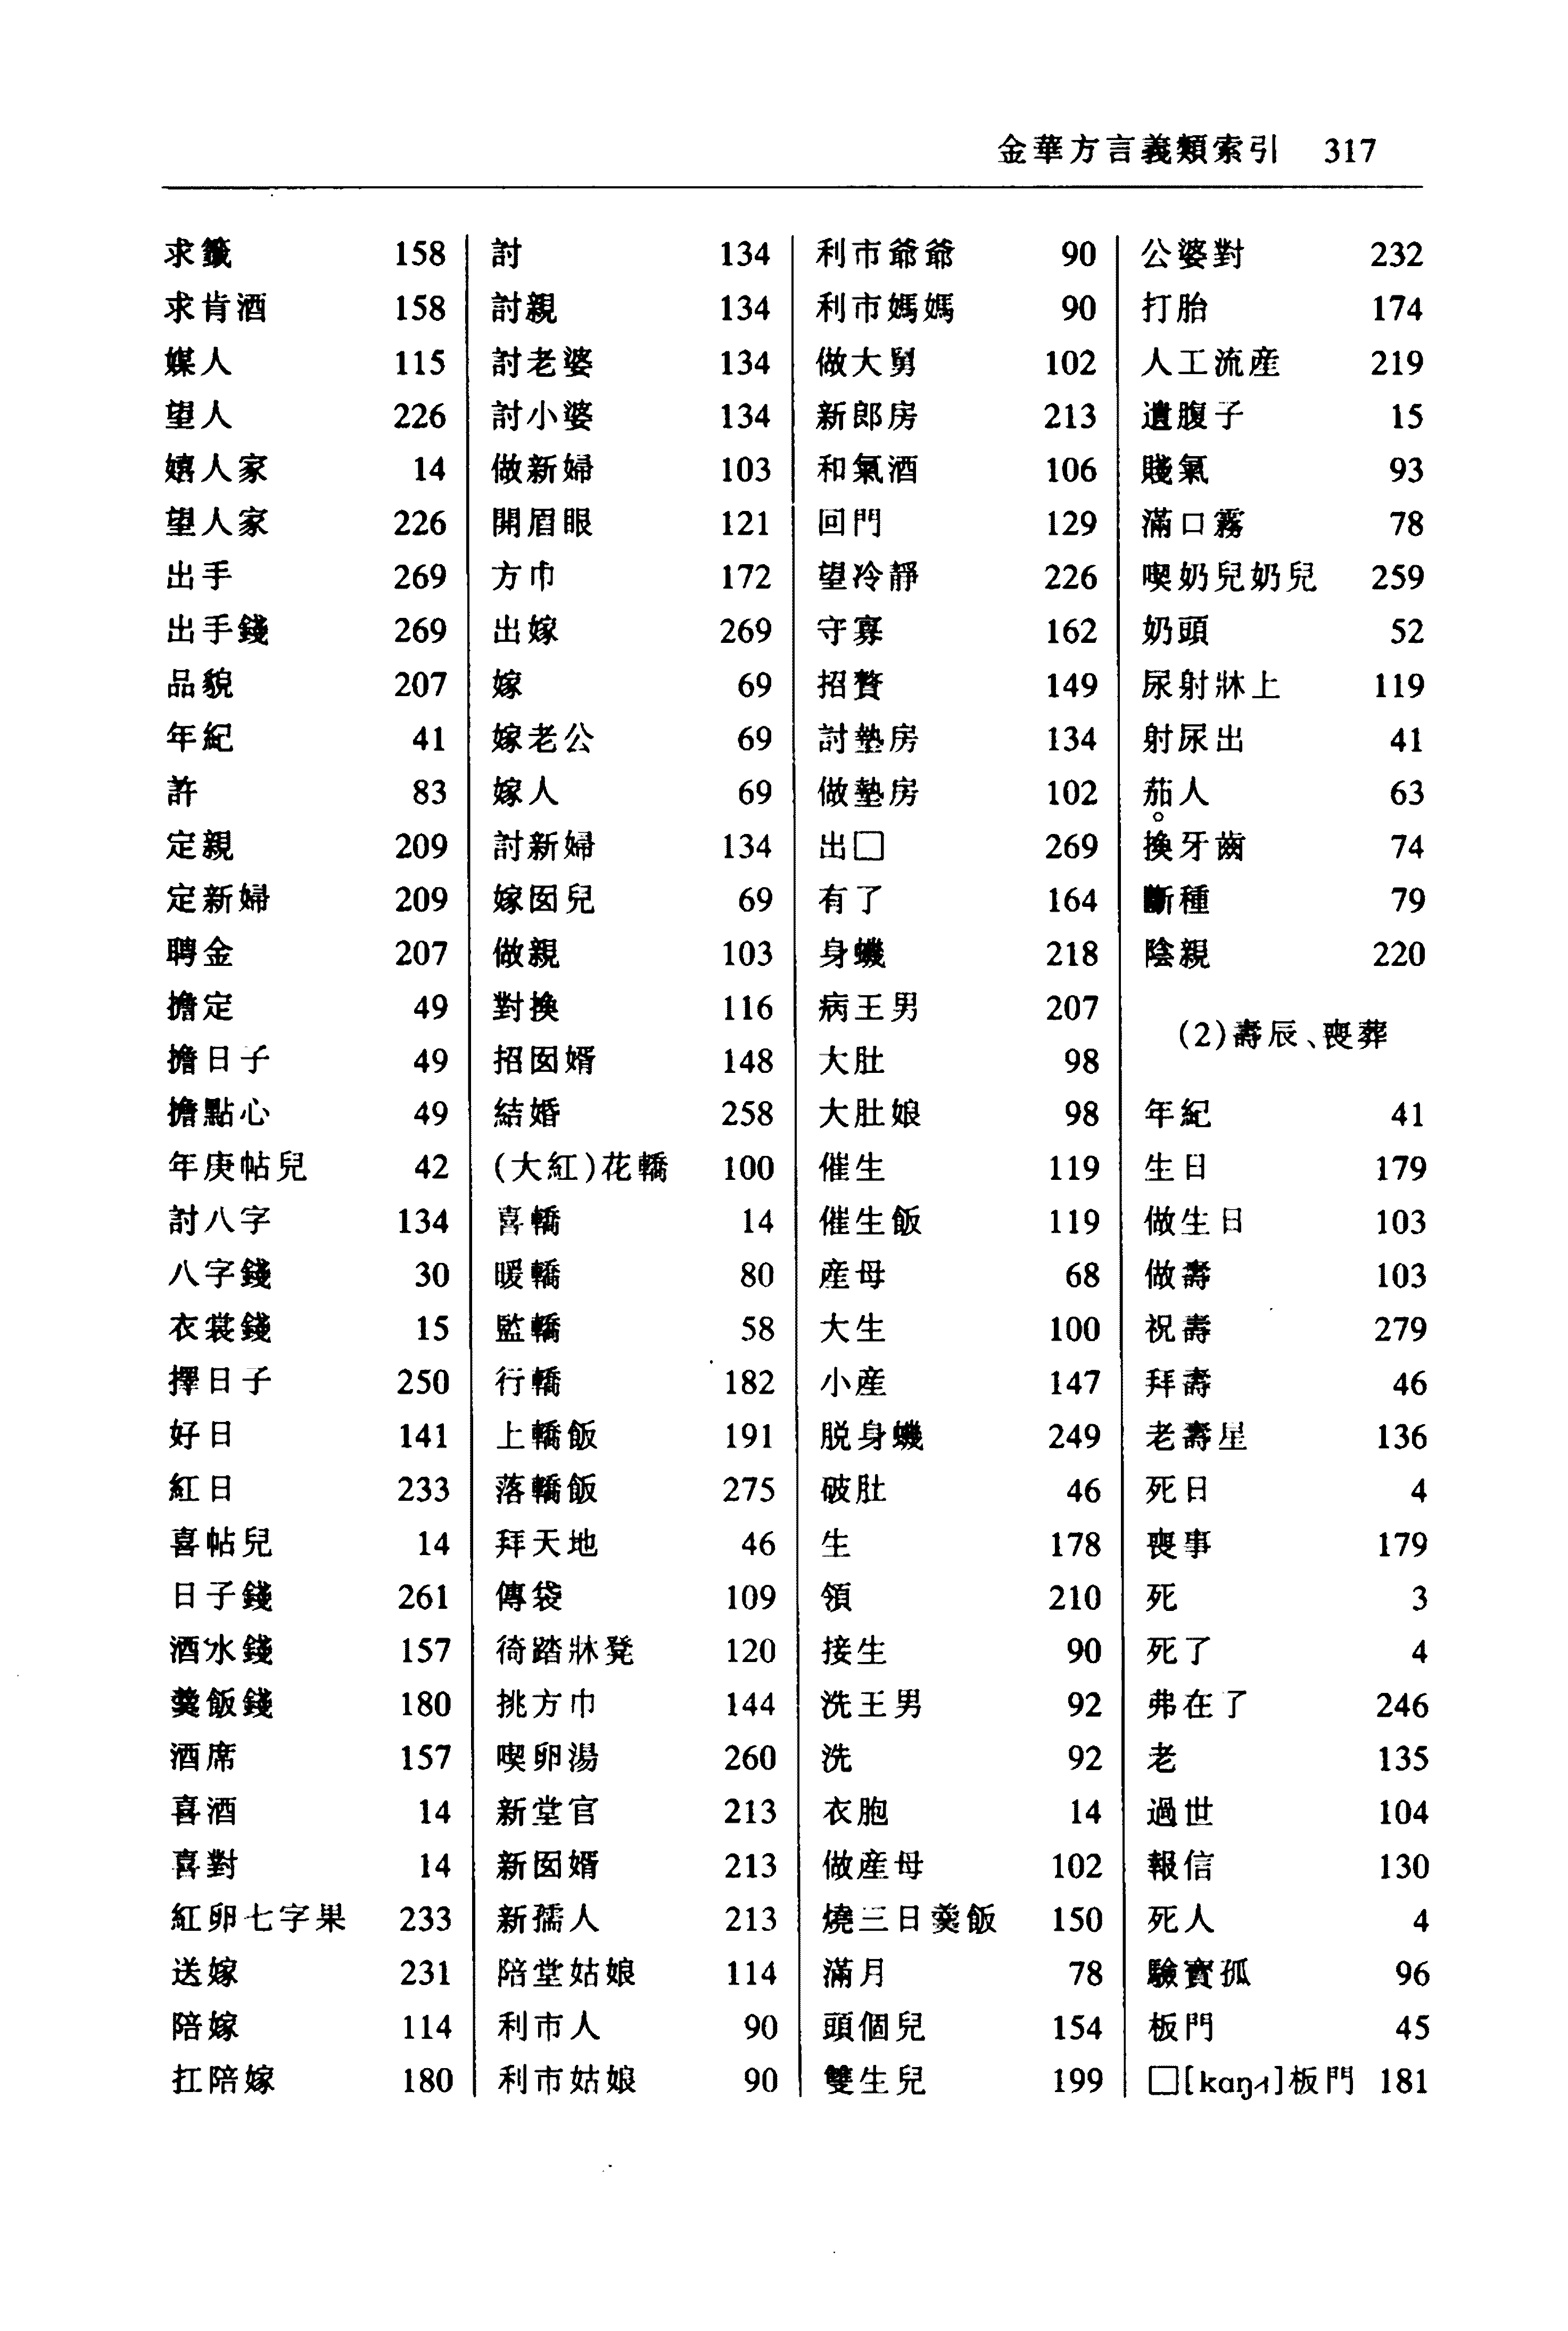 金華方言義類索引 317
求籤 158
求肯酒 158
媒人 115
望人 226
嬉人家 14
望人家 226
出手 269
出手錢 269
品貌 207
年紀 41
許 83
定親 209
定新婦 209
聘金 207
擔定 49
擔日子 49
擔點心 49
年庚帖兒 42
討八字 134
八字錢 30
衣裳錢 15
擇日子 250
好日 141
紅日 233
喜帖兒 14
日子錢 261
酒水錢 157
羹飯錢 180
酒席 157
喜酒 14
喜對 14
紅卵七字果 233
送嫁 231
陪嫁 114
扛陪嫁 180
討 134
討親 134
討老婆 134
討小婆 134
做新婦 103
開眉眼 121
方巾 172
出嫁 269
嫁 69
嫁老公 69
嫁人 69
討新婦 134
嫁囡兒 69
做親 103
對換 116
招囡婿 148
結婚 258
(大紅)花轎 100
喜轎 14
暖轎 80
監轎 58
行轎 182
上轎飯 191
落轎飯 275
拜天地 46
傳袋 109
徛踏牀凳 120
挑方巾 144
喫卵湯 260
新堂官 213
新囡婿 213
新孺人 213
陪堂姑娘 114
利市人 90
利市姑娘 90
利市爺爺 90
利市媽媽 90
做大舅 102
新郎房 213
和氣酒 106
回門 129
望冷靜 226
守寡 162
招贅 149
討塾房 134
做塾房 102
出□ 269
有了 164
身蟣 218
病王男 207
大肚 98
大肚娘 98
催生 119
催生飯 119
産母 68
大生 100
小産 147
脱身蟣 249
破肚 46
生 178
領 210
接生 90
洗王男 92
洗 92
衣胞 14
做産母 102
燒三日羹飯 150
滿月 78
頭個兒 154
雙生兒 199
公婆對 232
打胎 174
人工流産 219
遺腹子 15
賤氣 93
滿口霧 78
喫奶兒奶兒 259
奶頭 52
尿射牀上 119
射尿出 41
茄人 63
換牙齒 74
斷種 79
陰親 220
(2)壽辰、喪葬
年紀 41
生日 179
做生日 103
做壽 103
祝壽 279
拜壽 46
老壽星 136
死日 4
喪事 179
死 3
死了 4
弗在了 246
老 135
過世 104
報信 130
死人 4
驗寶孤 96
板門 45
□[kɑŋ˧˥]板門 181